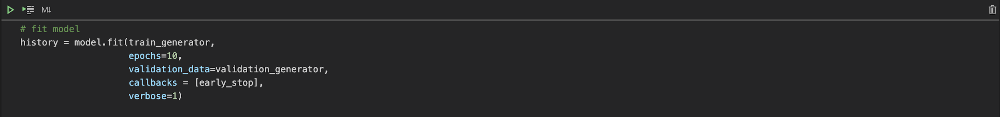 M↓
# fit model
history = model.fit(train_generator,
epochs=10,
validation_data=validation_generator,
callbacks = [early_stop],
verbose=1)